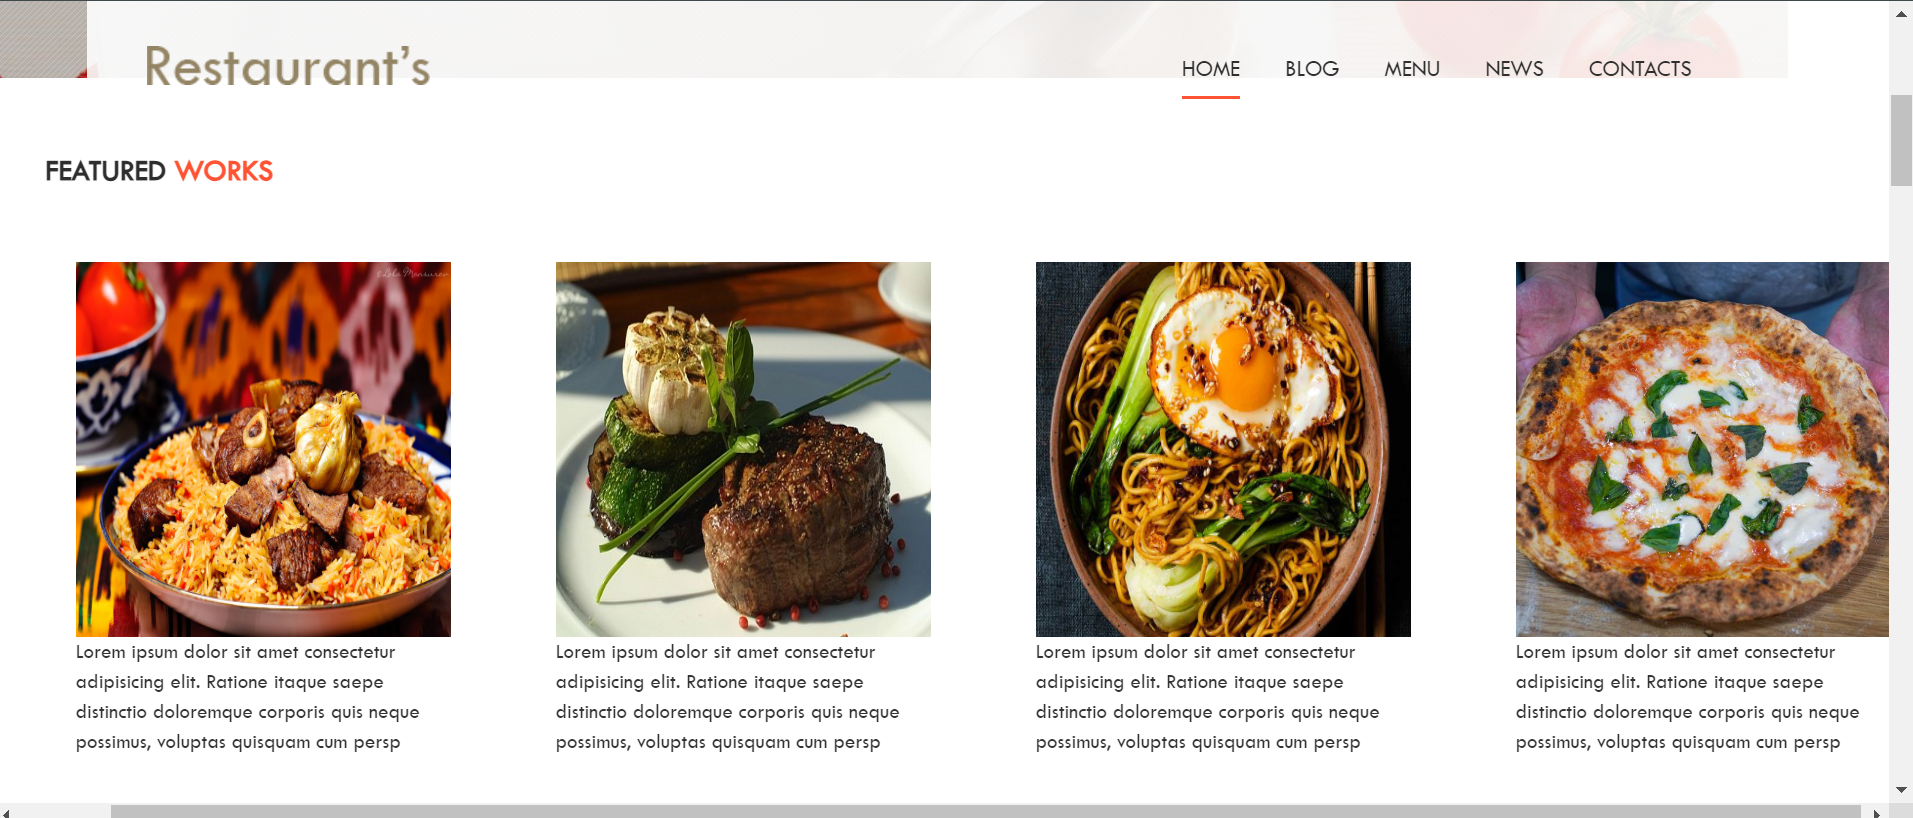 Restaurant's
HOME BLOG MENU NEWS CONTACTS
FEATURED WORKS
Lorem ipsum dolor sit amet consectetur
adipisicing elit. Ratione itaque saepe
distinctio doloremque corporis quis neque
possimus, voluptas quisquam cum persp
Lorem ipsum dolor sit amet consectetur
adipisicing elit. Ratione itaque saepe
distinctio doloremque corporis quis neque
possimus, voluptas quisquam cum persp
Lorem ipsum dolor sit amet consectetur
adipisicing elit. Ratione itaque saepe
distinctio doloremque corporis quis neque
possimus, voluptas quisquam cum persp
Lorem ipsum dolor sit amet consectetur
adipisicing elit. Ratione itaque saepe
distinctio doloremque corporis quis neque
possimus, voluptas quisquam cum persp